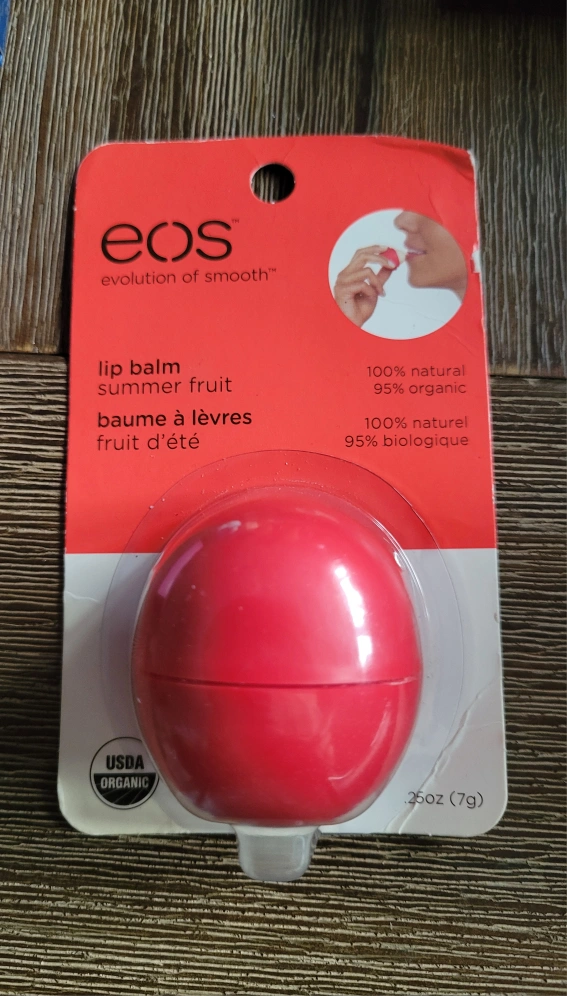 eos™
evolution of smooth™
lip balm
summer fruit
100% natural
95% organic
baume à lèvres
fruit d'été
100% naturel
95% biologique
USDA
ORGANIC
.25oz (7g)